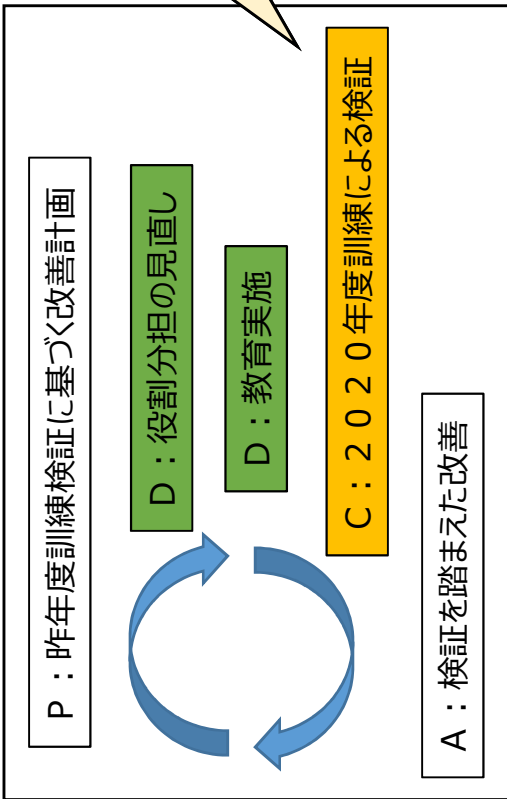 P：昨年度訓練検証に基づく改善計画
D：役割分担の見直し
D：教育実施
C：２０２０年度訓練による検証
A：検証を踏まえた改善